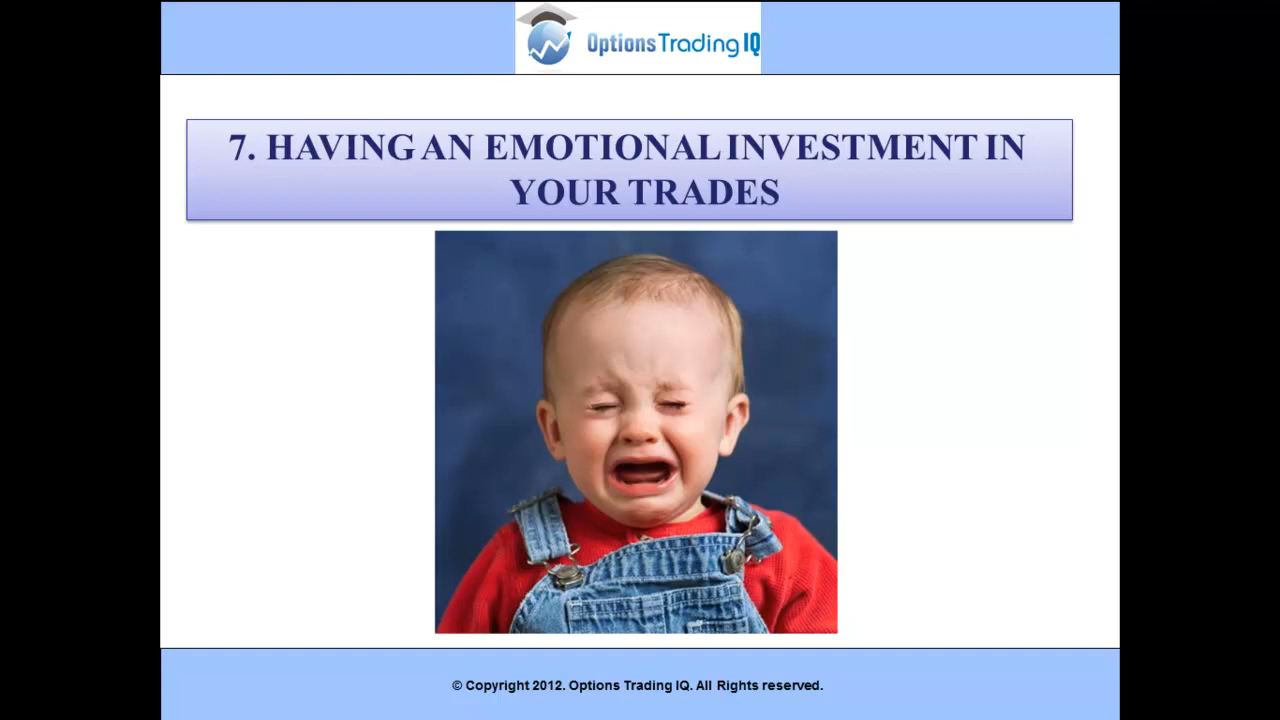 Options Trading IQ
7. HAVING AN EMOTIONAL INVESTMENT IN
YOUR TRADES
© Copyright 2012. Options Trading IQ. All Rights reserved.